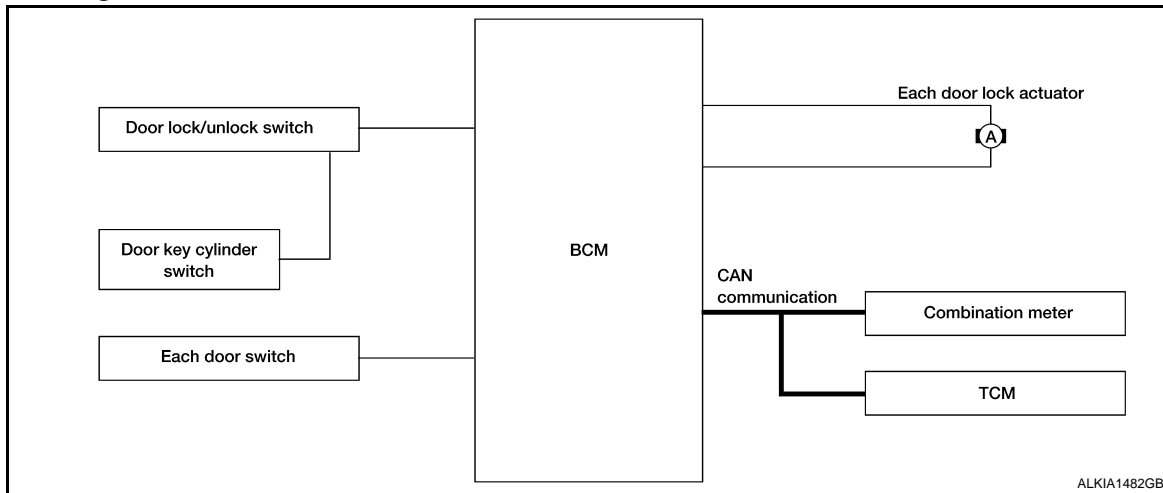 Each door lock actuator
Door lock/unlock switch
A
Door key cylinder
switch
BCM
CAN
communication
Combination meter
Each door switch
TCM
ALKIA1482GB